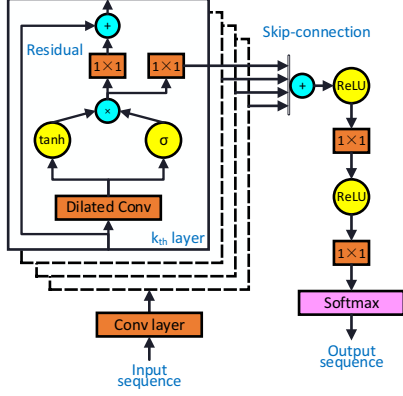 +
Residual
1×1
1×1
×
tanh
σ
Dilated Conv
kth layer
Conv layer
Input
sequence
Skip-connection
+
ReLU
1×1
ReLU
1×1
Softmax
Output
sequence